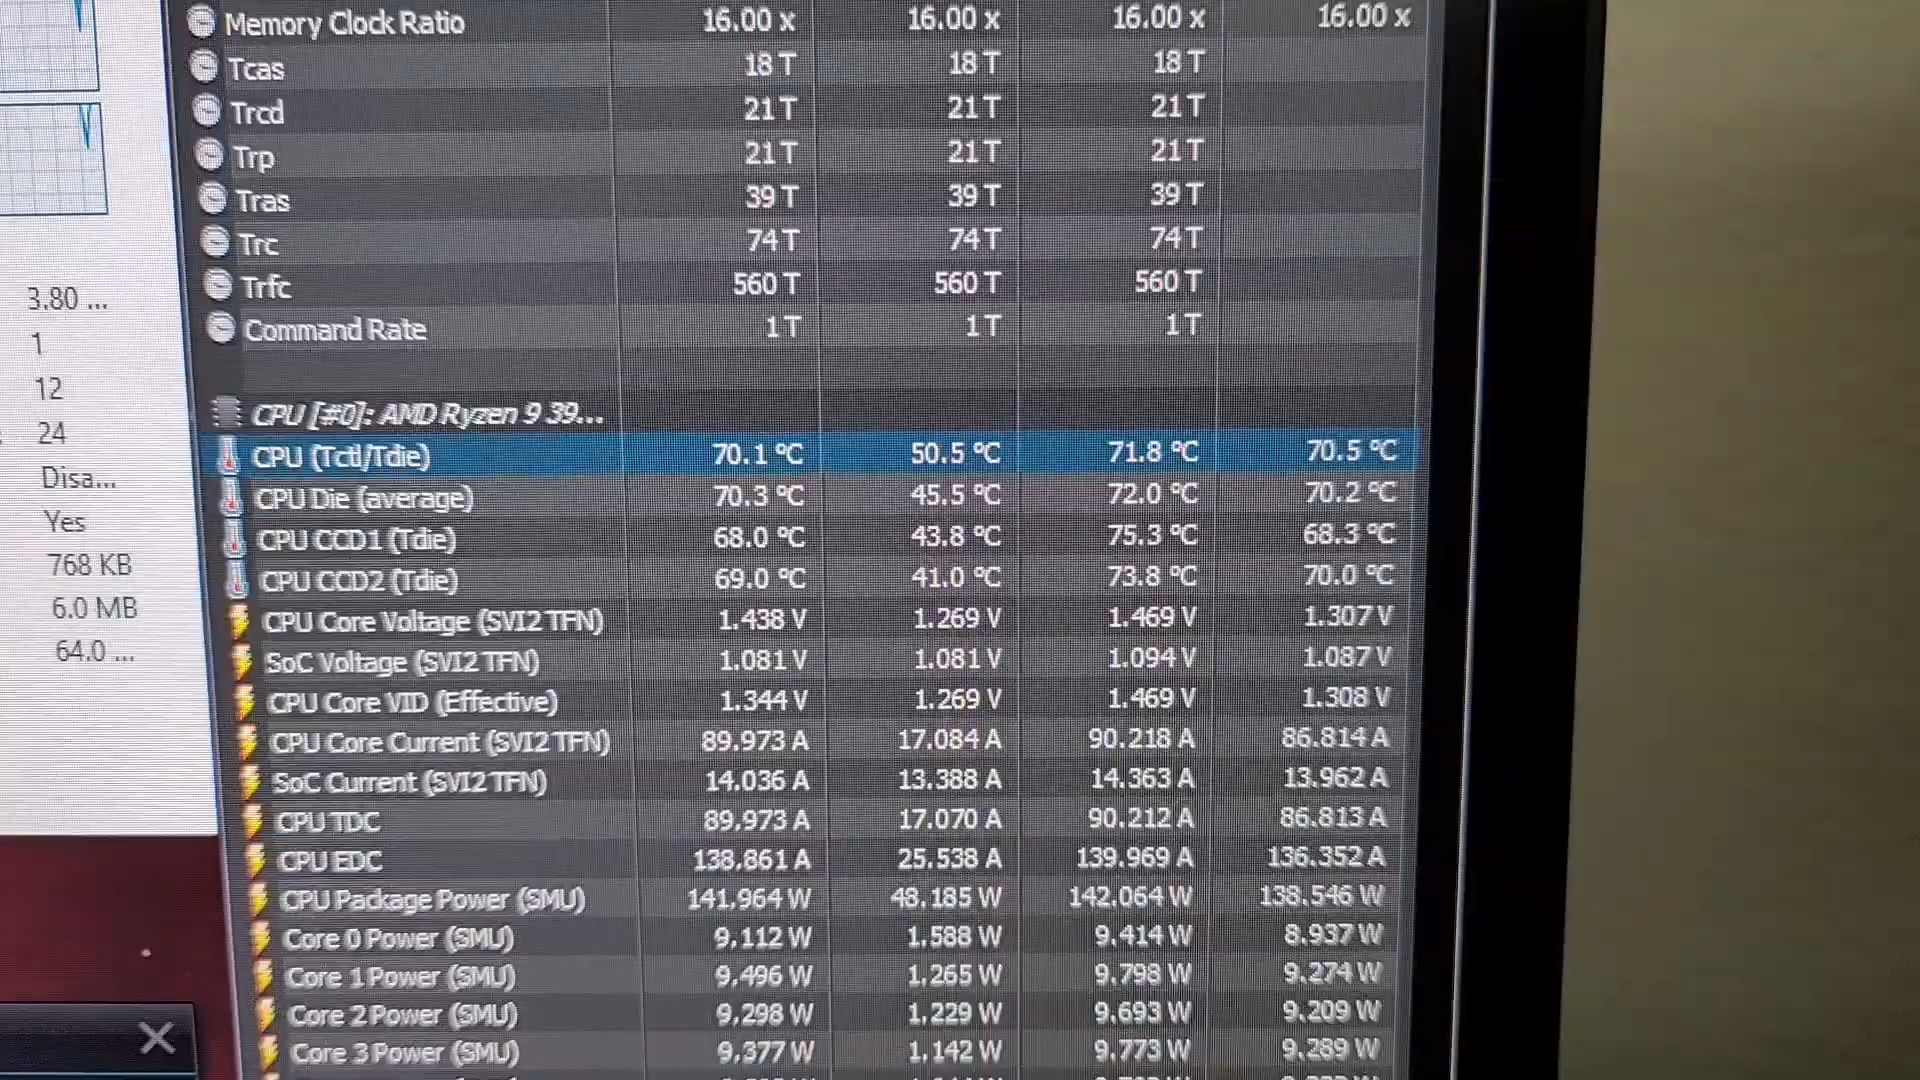 Memory Clock Ratio 16.00 x 16.00 x 16.00 x 16.00 x
Tcas 18 T 18 T 18 T
Trcd 21 T 21 T 21 T
Trp 21 T 21 T 21 T
Tras 39 T 39 T 39 T
Trc 74 T 74 T 74 T
Trfc 560 T 560 T 560 T
Command Rate 1 T 1 T 1 T
CPU [#0]: AMD Ryzen 9 39...
CPU (Tctl/Tdie) 70.1 °C 50.5 °C 71.8 °C 70.5 °C
CPU Die (average) 70.3 °C 45.5 °C 72.0 °C 70.2 °C
CPU CCD1 (Tdie) 68.0 °C 43.8 °C 75.3 °C 68.3 °C
CPU CCD2 (Tdie) 69.0 °C 41.0 °C 73.8 °C 70.0 °C
CPU Core Voltage (SVI2 TFN) 1.438 V 1.269 V 1.469 V 1.307 V
SoC Voltage (SVI2 TFN) 1.081 V 1.081 V 1.094 V 1.087 V
CPU Core VID (Effective) 1.344 V 1.269 V 1.469 V 1.308 V
CPU Core Current (SVI2 TFN) 89.973 A 17.084 A 90.218 A 86.814 A
SoC Current (SVI2 TFN) 14.036 A 13.388 A 14.363 A 13.962 A
CPU TDC 89.973 A 17.070 A 90.212 A 86.813 A
CPU EDC 138.861 A 25.538 A 139.969 A 136.352 A
CPU Package Power (SMU) 141.964 W 48.185 W 142.064 W 138.546 W
Core 0 Power (SMU) 9.112 W 1.588 W 9.414 W 8.937 W
Core 1 Power (SMU) 9.496 W 1.265 W 9.798 W 9.274 W
Core 2 Power (SMU) 9.298 W 1.229 W 9.693 W 9.209 W
Core 3 Power (SMU) 9.377 W 1.142 W 9.773 W 9.289 W
3.80 ...
1
12
24
Disa...
Yes
768 KB
6.0 MB
64.0 ...